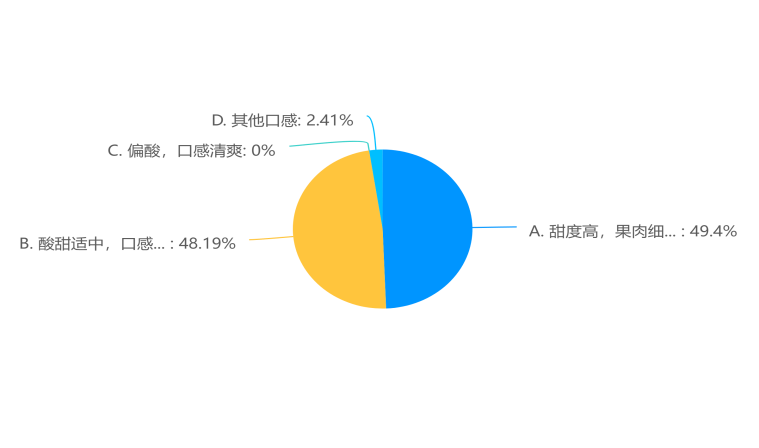 D. 其他口感: 2.41%
C. 偏酸，口感清爽: 0%
A. 甜度高，果肉细... : 49.4%
B. 酸甜适中，口感... : 48.19%